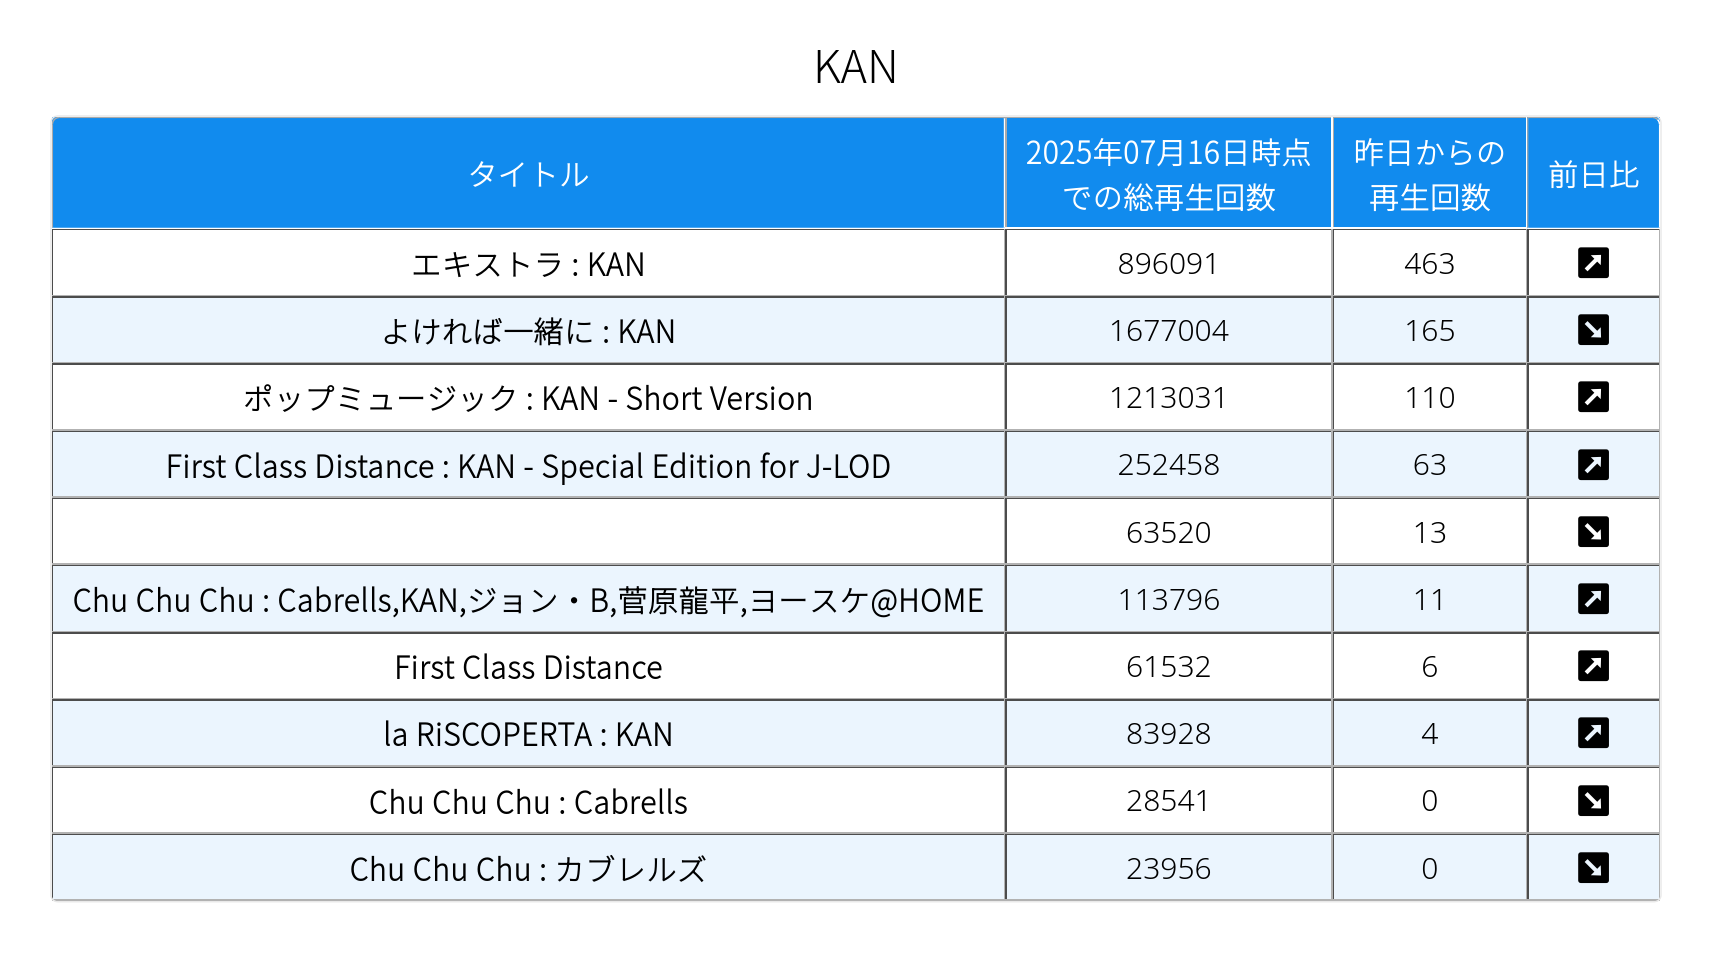 KAN
タイトル
2025年07月16日時点
での総再生回数
昨日からの
再生回数
前日比
エキストラ : KAN 896091 463
よければ一緒に : KAN 1677004 165
ポップミュージック : KAN - Short Version 1213031 110
First Class Distance : KAN - Special Edition for J-LOD 252458 63
63520 13
Chu Chu Chu : Cabrells,KAN,ジョン・B,菅原龍平,ヨースケ@HOME 113796 11
First Class Distance 61532 6
la RiSCOPERTA : KAN 83928 4
Chu Chu Chu : Cabrells 28541 0
Chu Chu Chu : カブレルズ 23956 0